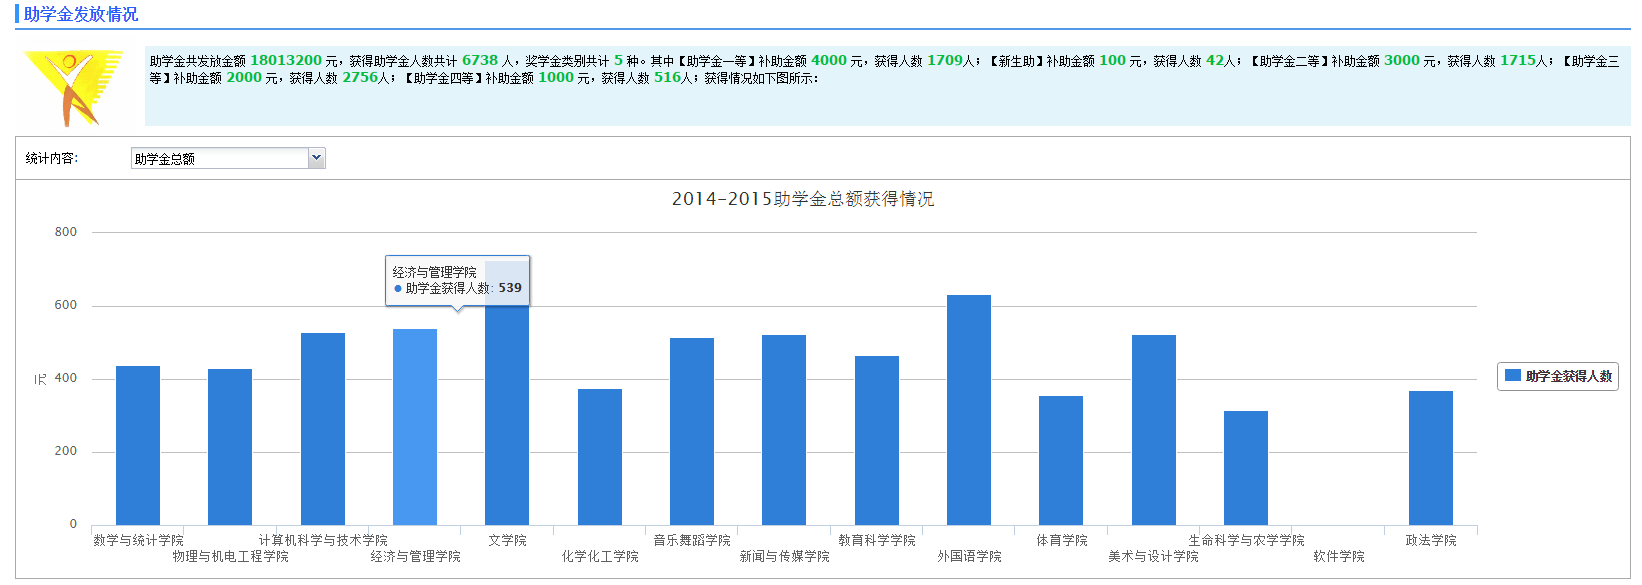 助学金发放情况
助学金共发放金额 18013200 元，获得助学金人数共计 6738 人，奖学金类别共计 5 种。其中【助学金一等】补助金额 4000 元，获得人数 1709人；【新生助】补助金额 100 元，获得人数 42人；【助学金二等】补助金额 3000 元，获得人数 1715人；【助学金三
等】补助金额 2000 元，获得人数 2756人；【助学金四等】补助金额 1000 元，获得人数 516人；获得情况如下图所示：
统计内容：
助学金总额
2014-2015助学金总额获得情况
800
600
400
200
0
元
经济与管理学院
● 助学金获得人数: 539
助学金获得人数
数学与统计学院
物理与机电工程学院
计算机科学与技术学院
经济与管理学院
文学院
化学化工学院
音乐舞蹈学院
新闻与传媒学院
教育科学学院
外国语学院
体育学院
美术与设计学院
生命科学与农学学院
软件学院
政法学院